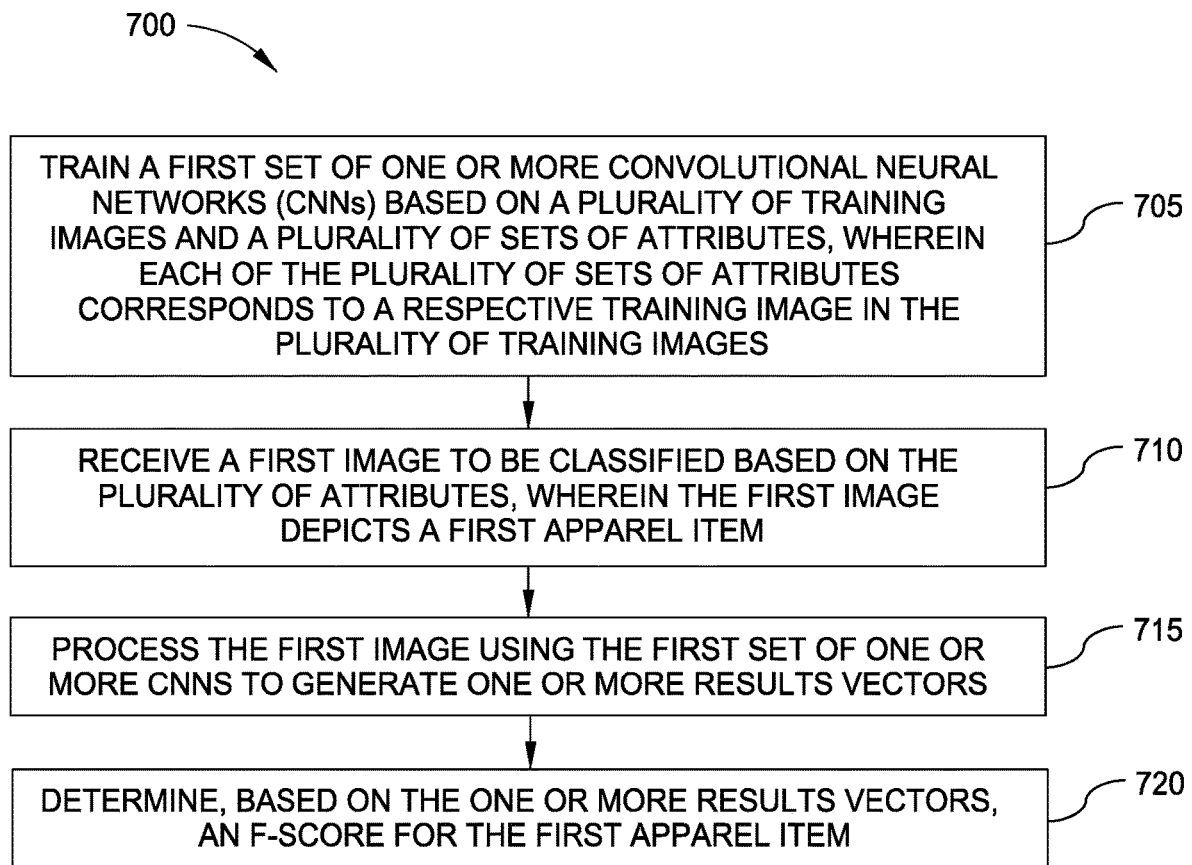 700
TRAIN A FIRST SET OF ONE OR MORE CONVOLUTIONAL NEURAL
NETWORKS (CNNs) BASED ON A PLURALITY OF TRAINING
IMAGES AND A PLURALITY OF SETS OF ATTRIBUTES, WHEREIN
EACH OF THE PLURALITY OF SETS OF ATTRIBUTES
CORRESPONDS TO A RESPECTIVE TRAINING IMAGE IN THE
PLURALITY OF TRAINING IMAGES
705
RECEIVE A FIRST IMAGE TO BE CLASSIFIED BASED ON THE
PLURALITY OF ATTRIBUTES, WHEREIN THE FIRST IMAGE
DEPICTS A FIRST APPAREL ITEM
710
PROCESS THE FIRST IMAGE USING THE FIRST SET OF ONE OR
MORE CNNS TO GENERATE ONE OR MORE RESULTS VECTORS
715
DETERMINE, BASED ON THE ONE OR MORE RESULTS VECTORS,
AN F-SCORE FOR THE FIRST APPAREL ITEM
720